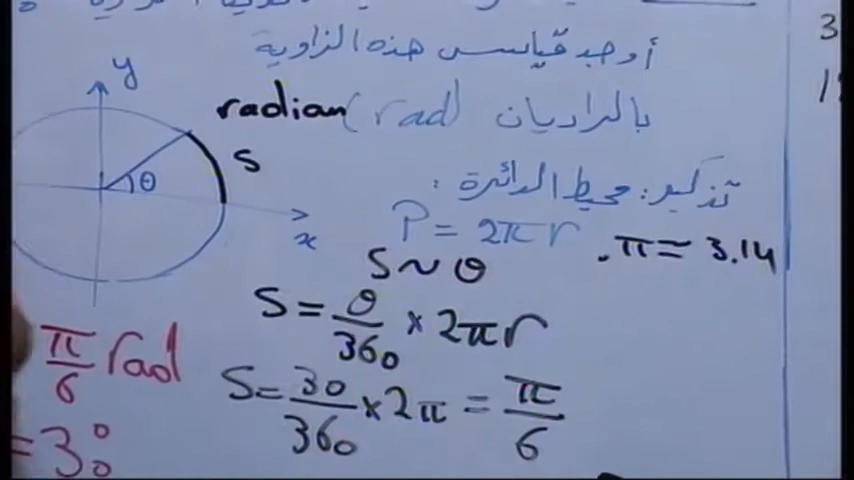 أوجد قياس هذه الزاوية
بالراديان (rad) radian
تذكير: محيط الدائرة:
P = 2πr
.π ≈ 3.14
S ~ θ
S = θ/360 × 2πr
S = 30/360 × 2π = π/6
y
S
θ
x
π/6 rad
= 30°
3